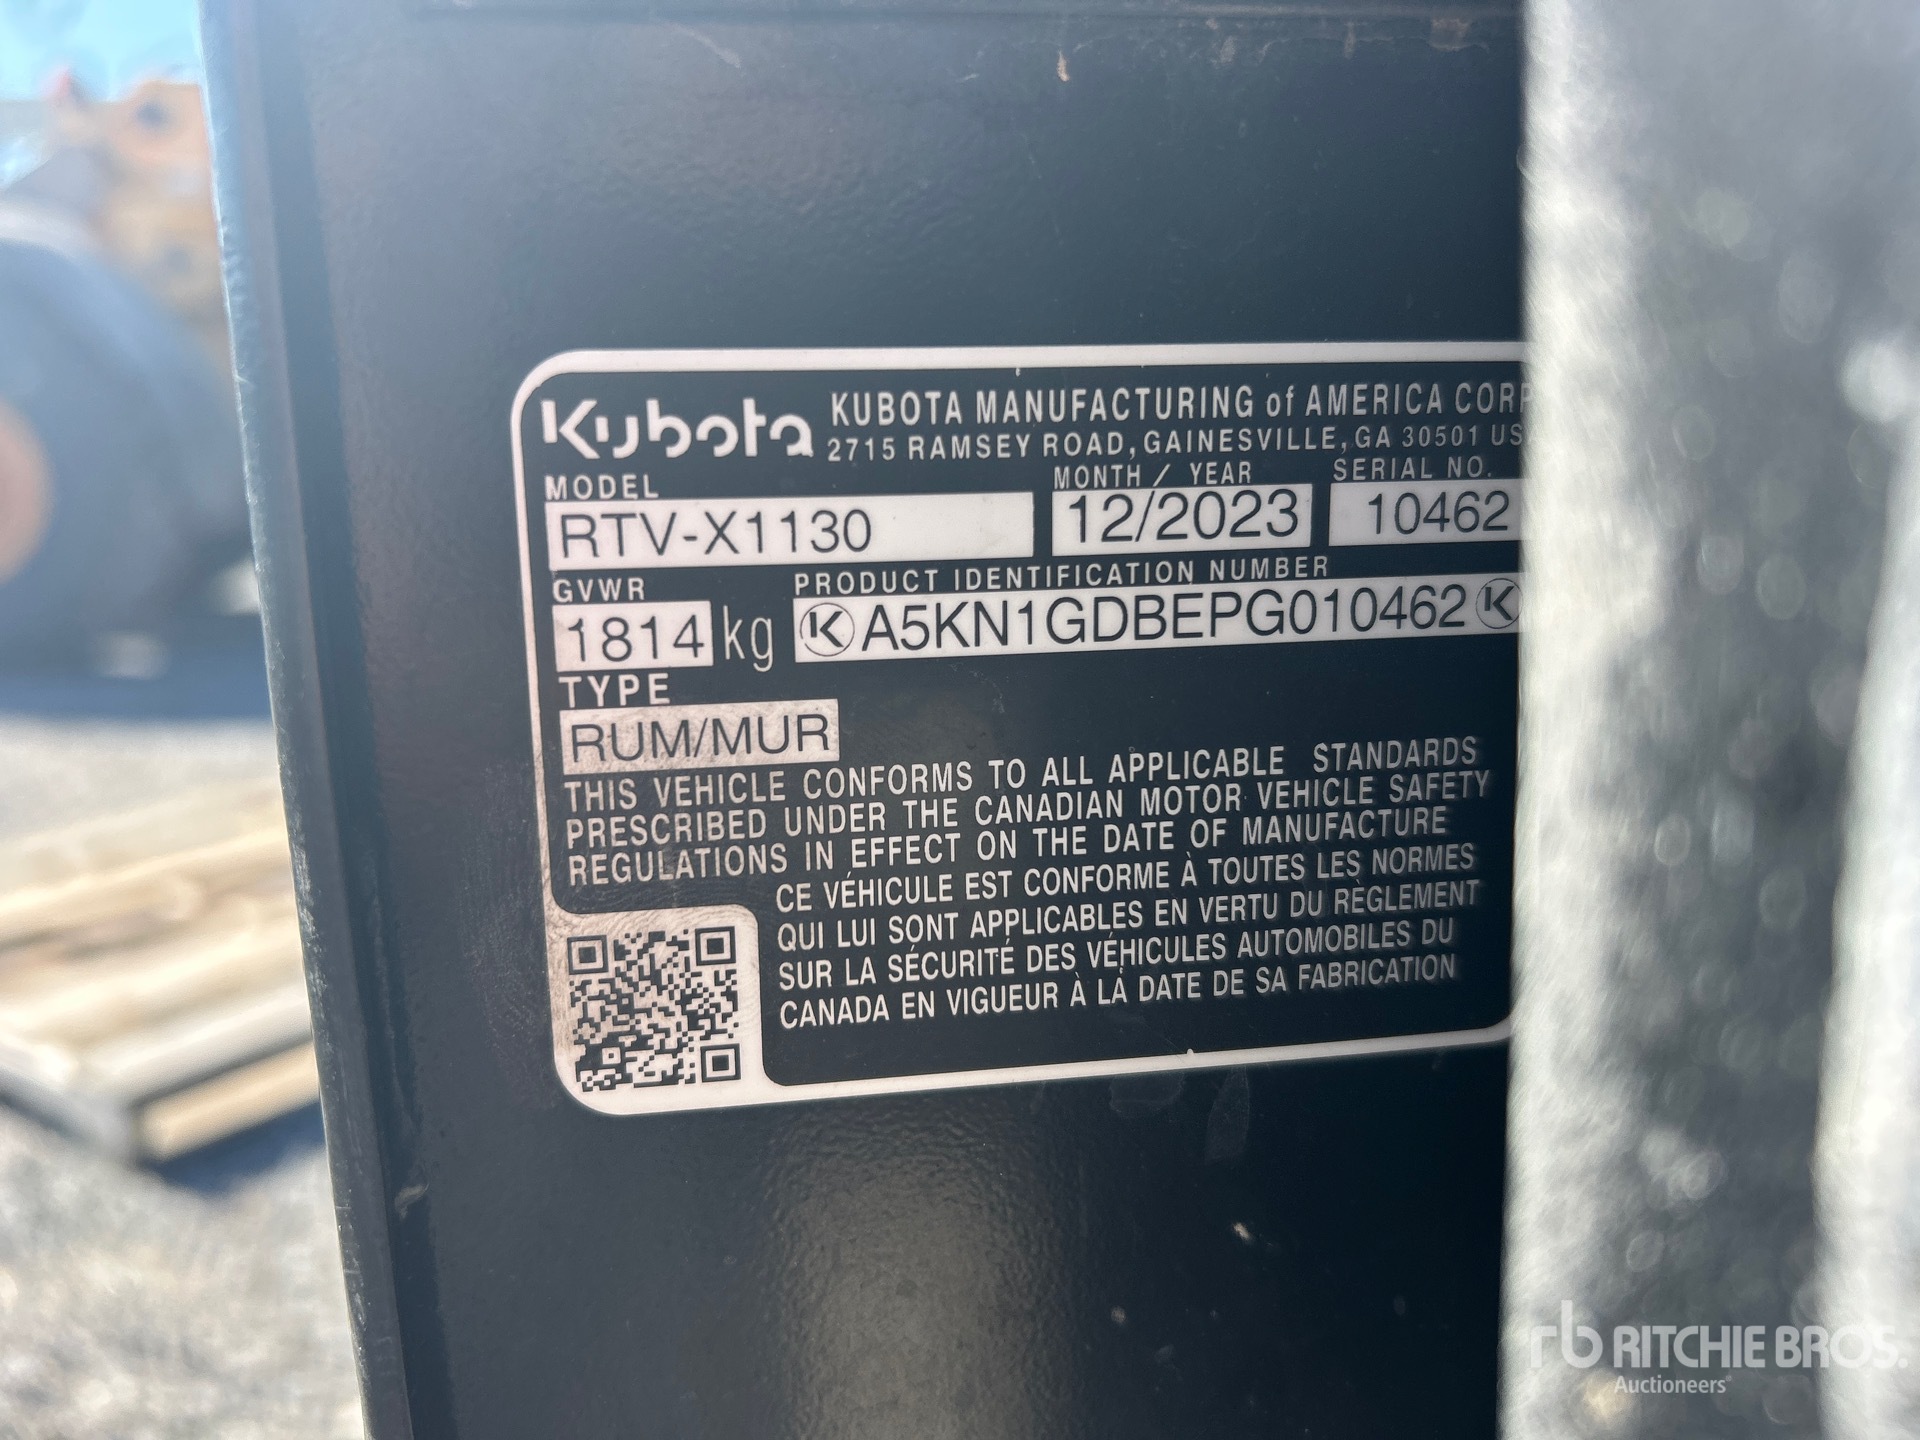 Kubota KUBOTA MANUFACTURING of AMERICA CORP
2715 RAMSEY ROAD, GAINESVILLE, GA 30501 US
MODEL MONTH / YEAR SERIAL NO.
RTV-X1130 12/2023 10462
GVWR PRODUCT IDENTIFICATION NUMBER
1814 kg K A5KN1GDBEPG010462 K
TYPE
RUM/MUR
THIS VEHICLE CONFORMS TO ALL APPLICABLE STANDARDS
PRESCRIBED UNDER THE CANADIAN MOTOR VEHICLE SAFETY
REGULATIONS IN EFFECT ON THE DATE OF MANUFACTURE
CE VÉHICULE EST CONFORME À TOUTES LES NORMES
QUI LUI SONT APPLICABLES EN VERTU DU RÈGLEMENT
SUR LA SÉCURITÉ DES VÉHICULES AUTOMOBILES DU
CANADA EN VIGUEUR À LA DATE DE SA FABRICATION
rb RITCHIE BROS.
Auctioneers